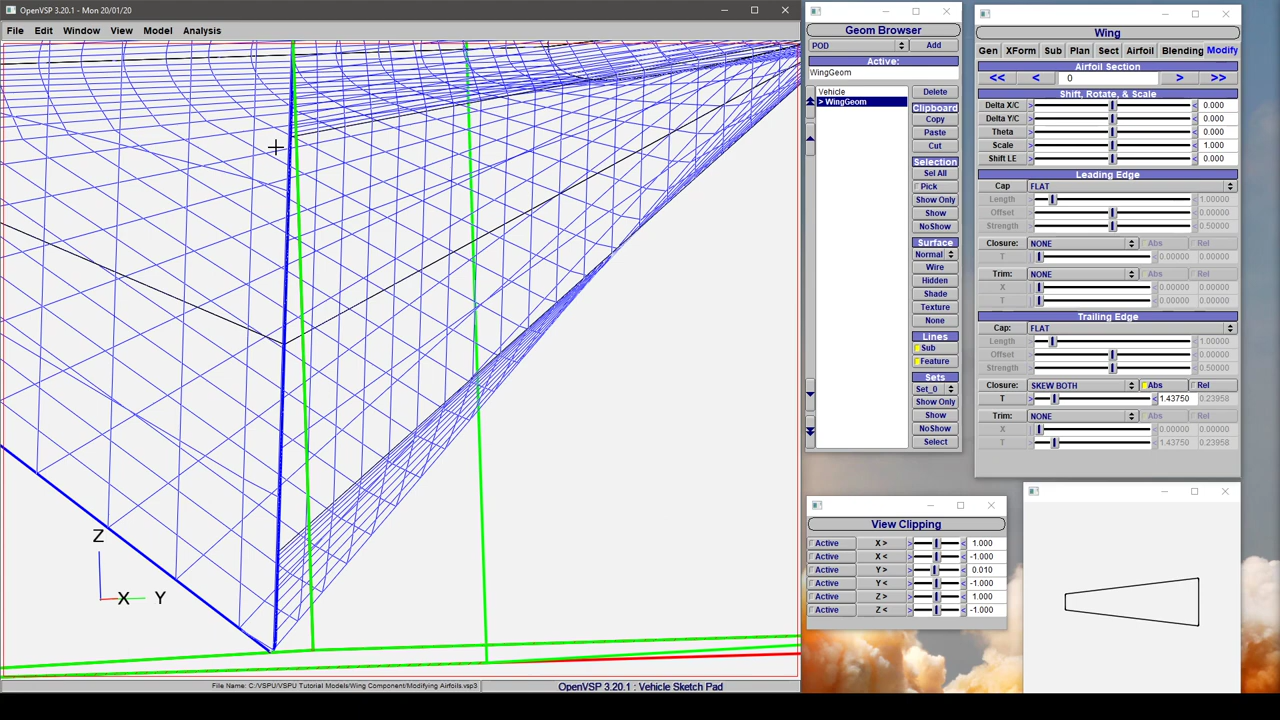 OpenVSP 3.20.1 - Mon 20/01/20
File Edit Window View Model Analysis
Z
X Y
File Name: C:/VSPU/VSPU Tutorial Models/Wing Component/Modifying Airfoils.vsp3
OpenVSP 3.20.1 : Vehicle Sketch Pad
Geom Browser
POD Add
Active:
WingGeom
Vehicle
> WingGeom
Delete
Clipboard
Copy
Paste
Cut
Selection
Sel All
Pick
Show Only
Show
NoShow
Surface
Normal
Wire
Hidden
Shade
Texture
None
Lines
Sub
Feature
Sets
Set_0
Show Only
Show
NoShow
Select
View Clipping
Active X > > < 1.000
Active X < > < -1.000
Active Y > > < 0.010
Active Y < > < -1.000
Active Z > > < 1.000
Active Z < > < -1.000
Wing
Gen XForm Sub Plan Sect Airfoil Blending Modify
Airfoil Section
<< < 0 > >>
Shift, Rotate, & Scale
Delta X/C > < 0.000
Delta Y/C > < 0.000
Theta > < 0.000
Scale > < 1.000
Shift LE > < 0.000
Leading Edge
Cap FLAT
Length > < 1.00000
Offset > < 0.00000
Strength > < 0.50000
Closure: NONE Abs Rel
T > < 0.00000 0.00000
Trim: NONE Abs Rel
X > < 0.00000 0.00000
T > < 0.00000 0.00000
Trailing Edge
Cap: FLAT
Length > < 1.00000
Offset > < 0.00000
Strength > < 0.50000
Closure: SKEW BOTH Abs Rel
T > < 1.43750 0.23958
Trim: NONE Abs Rel
X > < 0.00000 0.00000
T > < 1.43750 0.23958